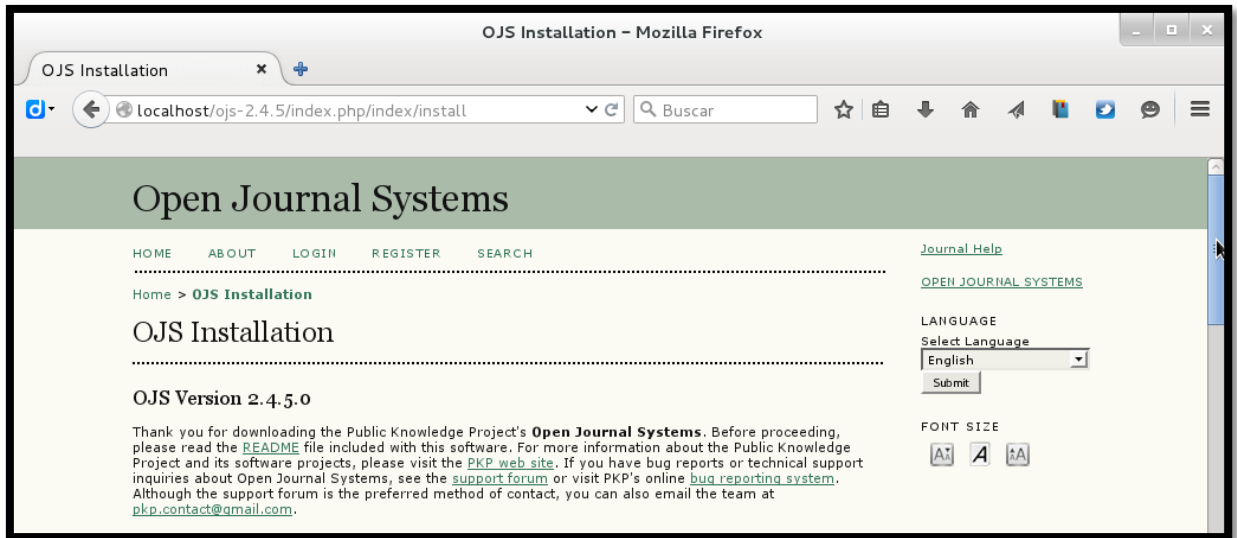 OJS Installation – Mozilla Firefox
OJS Installation
localhost/ojs-2.4.5/index.php/index/install
Buscar
Open Journal Systems
HOME ABOUT LOGIN REGISTER SEARCH
Home > OJS Installation
OJS Installation
OJS Version 2.4.5.0
Thank you for downloading the Public Knowledge Project's Open Journal Systems. Before proceeding,
please read the README file included with this software. For more information about the Public Knowledge
Project and its software projects, please visit the PKP web site. If you have bug reports or technical support
inquiries about Open Journal Systems, see the support forum or visit PKP's online bug reporting system.
Although the support forum is the preferred method of contact, you can also email the team at
pkp.contact@gmail.com.
Journal Help
OPEN JOURNAL SYSTEMS
LANGUAGE
Select Language
English
Submit
FONT SIZE